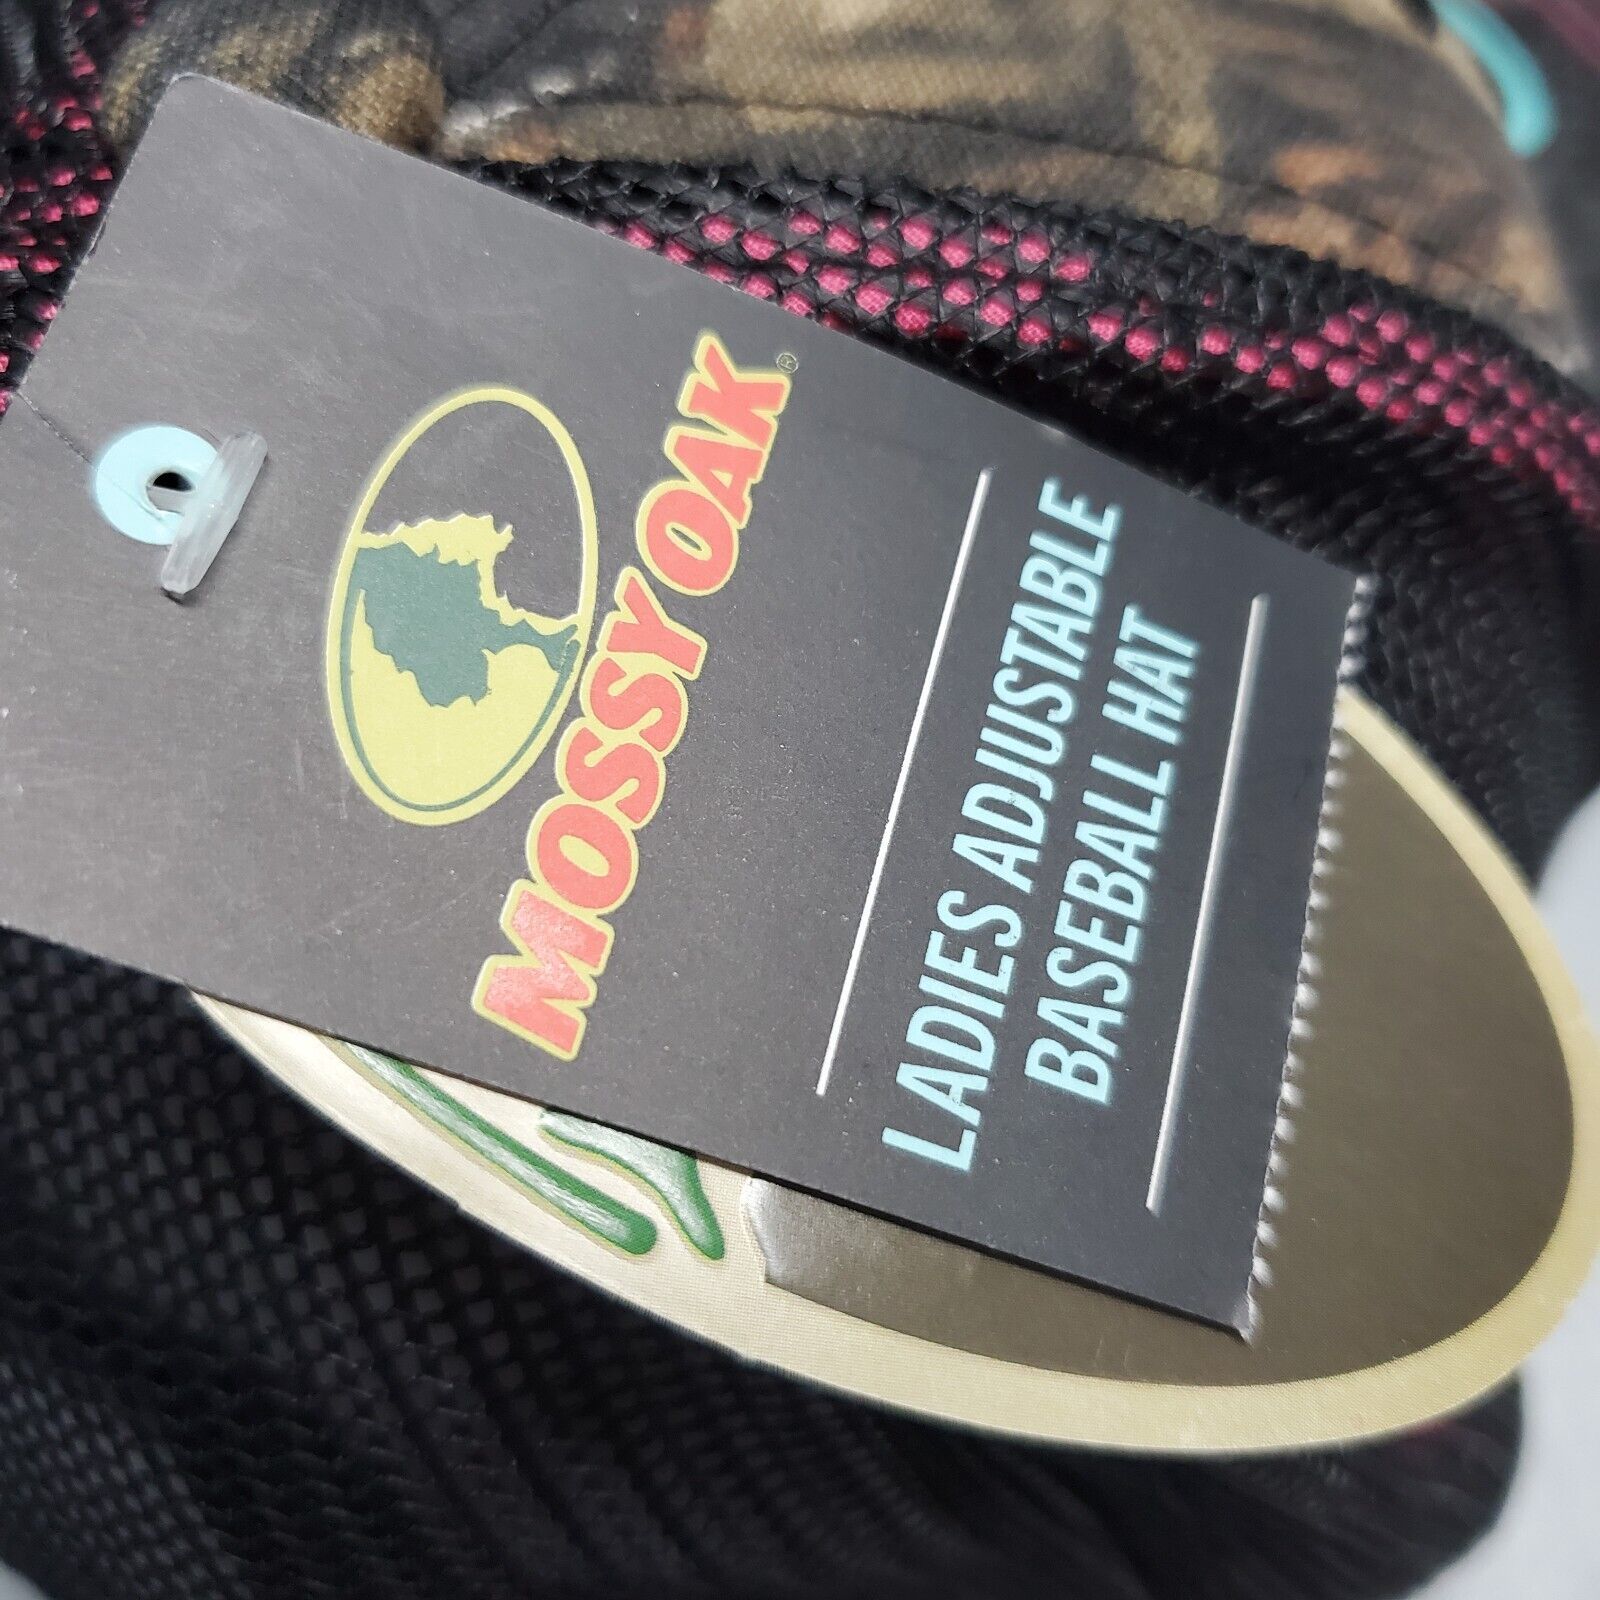 MOSSY OAK®
LADIES ADJUSTABLE
BASEBALL HAT